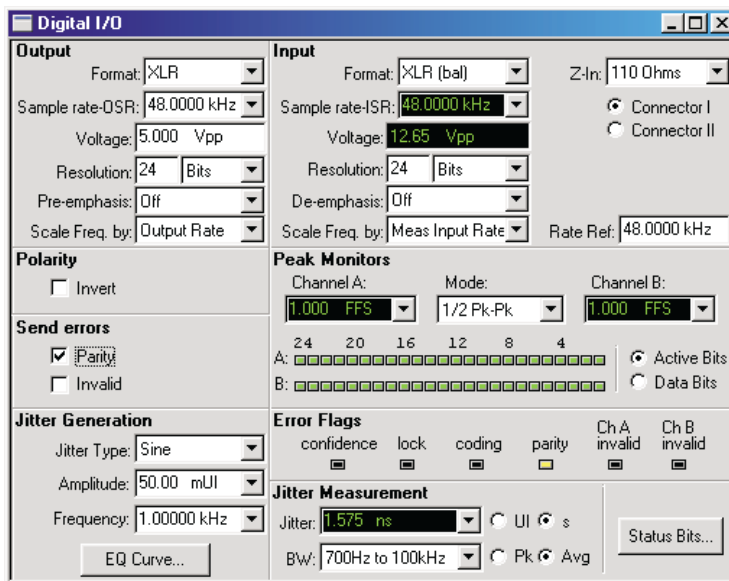 Digital I/O
Output
Format: XLR
Sample rate-OSR: 48.0000 kHz
Voltage: 5.000 Vpp
Resolution: 24 Bits
Pre-emphasis: Off
Scale Freq. by: Output Rate
Input
Format: XLR (bal)
Z-In: 110 Ohms
Sample rate-ISR: 48.0000 kHz
Connector I
Voltage: 12.65 Vpp
Connector II
Resolution: 24 Bits
De-emphasis: Off
Scale Freq. by: Meas Input Rate
Rate Ref: 48.0000 kHz
Polarity
Invert
Send errors
Parity
Invalid
Peak Monitors
Channel A: Mode: Channel B:
1.000 FFS 1/2 Pk-Pk 1.000 FFS
24 20 16 12 8 4
A: Active Bits
B: Data Bits
Jitter Generation
Jitter Type: Sine
Amplitude: 50.00 mUI
Frequency: 1.00000 kHz
EQ Curve...
Error Flags
confidence lock coding parity Ch A invalid Ch B invalid
Jitter Measurement
Jitter: 1.575 ns UI s
BW: 700Hz to 100kHz Pk Avg
Status Bits...